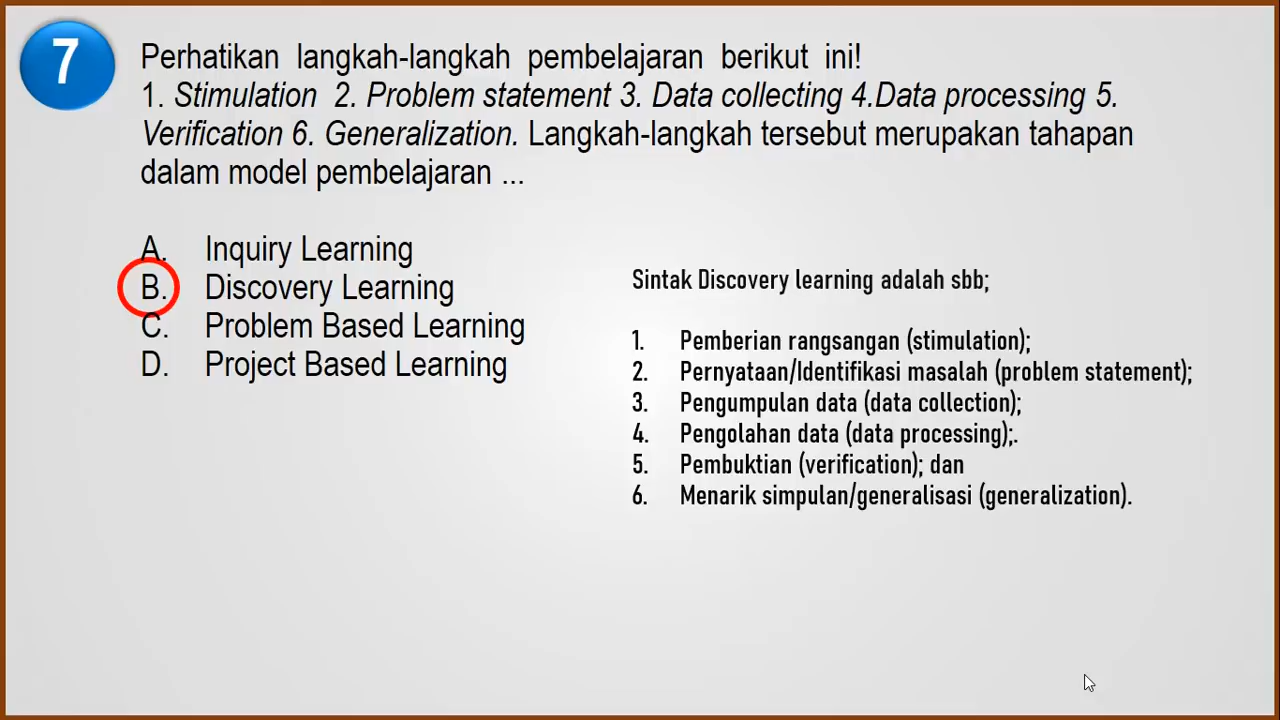 7
Perhatikan langkah-langkah pembelajaran berikut ini!
1. Stimulation 2. Problem statement 3. Data collecting 4.Data processing 5.
Verification 6. Generalization. Langkah-langkah tersebut merupakan tahapan
dalam model pembelajaran ...
A. Inquiry Learning
B. Discovery Learning
C. Problem Based Learning
D. Project Based Learning
Sintak Discovery learning adalah sbb;
1. Pemberian rangsangan (stimulation);
2. Pernyataan/Identifikasi masalah (problem statement);
3. Pengumpulan data (data collection);
4. Pengolahan data (data processing);.
5. Pembuktian (verification); dan
6. Menarik simpulan/generalisasi (generalization).